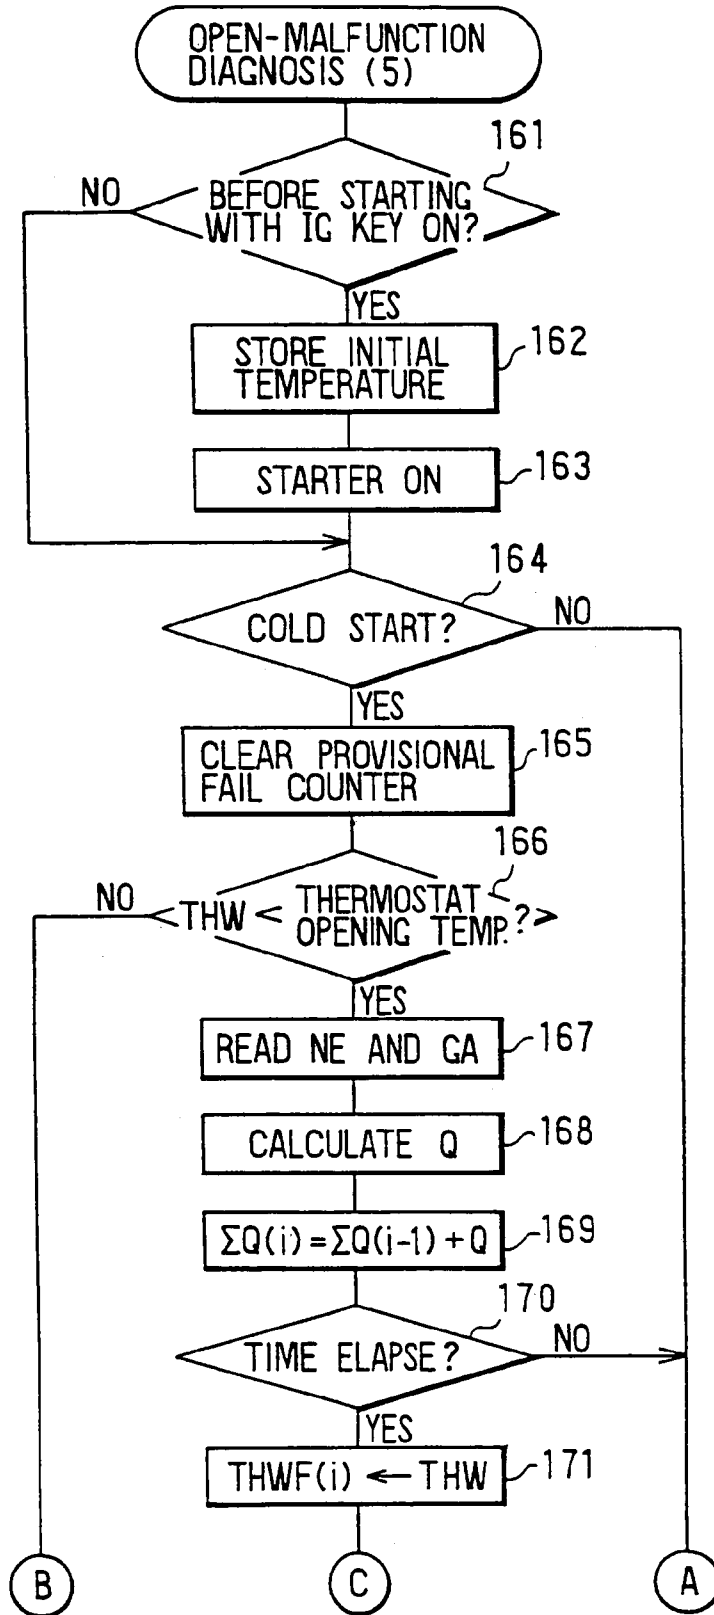 OPEN-MALFUNCTION
DIAGNOSIS (5)
161
NO
BEFORE STARTING
WITH IG KEY ON?
YES
STORE INITIAL
TEMPERATURE
162
STARTER ON
163
164
COLD START?
NO
YES
CLEAR PROVISIONAL
FAIL COUNTER
165
166
NO
THW < THERMOSTAT
OPENING TEMP.?
YES
READ NE AND GA
167
CALCULATE Q
168
ΣQ(i)=ΣQ(i-1)+Q
169
170
TIME ELAPSE?
NO
YES
THWF(i) ← THW
171
B
C
A